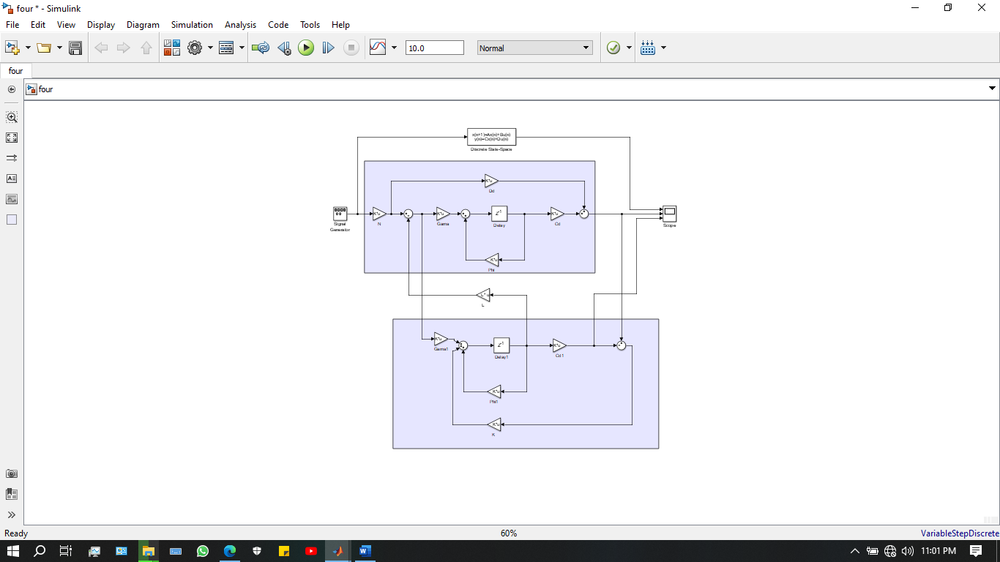 four * - Simulink
File Edit View Display Diagram Simulation Analysis Code Tools Help
10.0 Normal
four
four
x(n+1)=Ax(n)+Bu(n)
y(n)=Cx(n)+Du(n)
Discrete State-Space
K*u
Dd
Signal
Generator
K*u
N
K*u
Gama
Z-1
Delay
K*u
Cd
Scope
K*u
Phi
L* u
L
K*u
Gama1
Z-1
Delay1
K*u
Cd1
K*u
Phi1
K*u
K
Ready 60% VariableStepDiscrete
11:01 PM